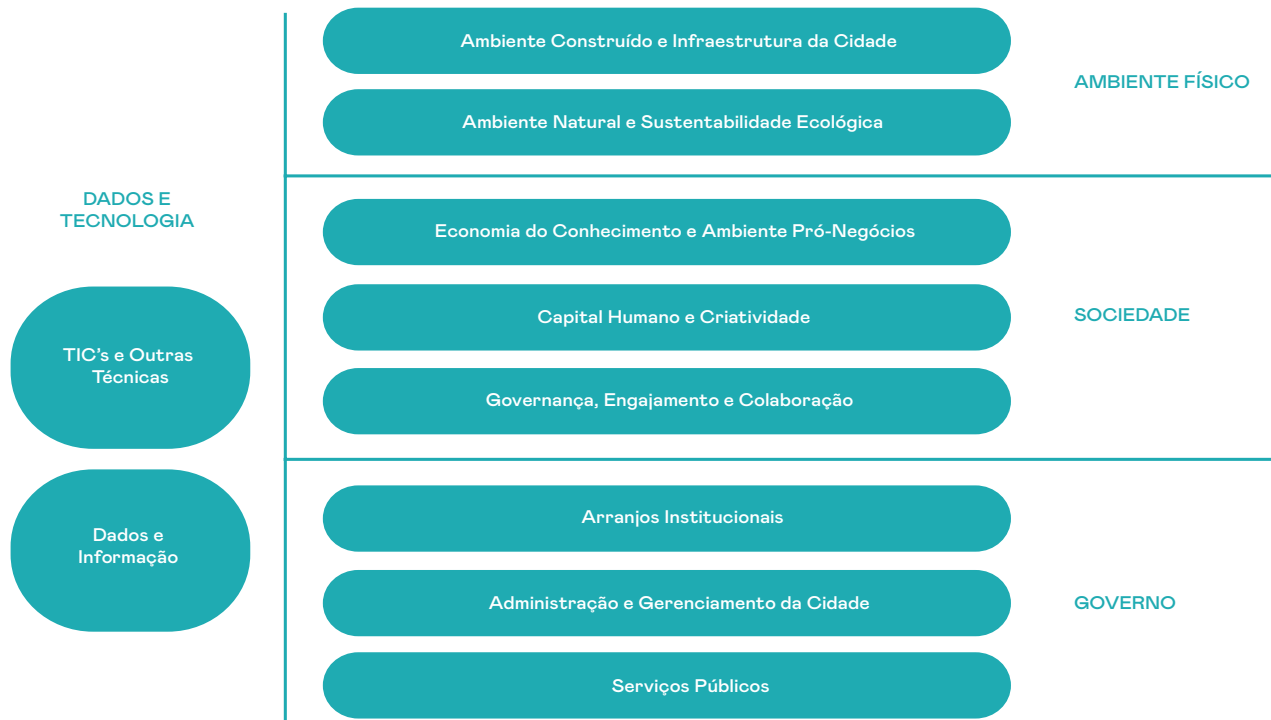 DADOS E
TECNOLOGIA
TIC's e Outras
Técnicas
Dados e
Informação
Ambiente Construído e Infraestrutura da Cidade
Ambiente Natural e Sustentabilidade Ecológica
AMBIENTE FÍSICO
Economia do Conhecimento e Ambiente Pró-Negócios
Capital Humano e Criatividade
Governança, Engajamento e Colaboração
SOCIEDADE
Arranjos Institucionais
Administração e Gerenciamento da Cidade
Serviços Públicos
GOVERNO